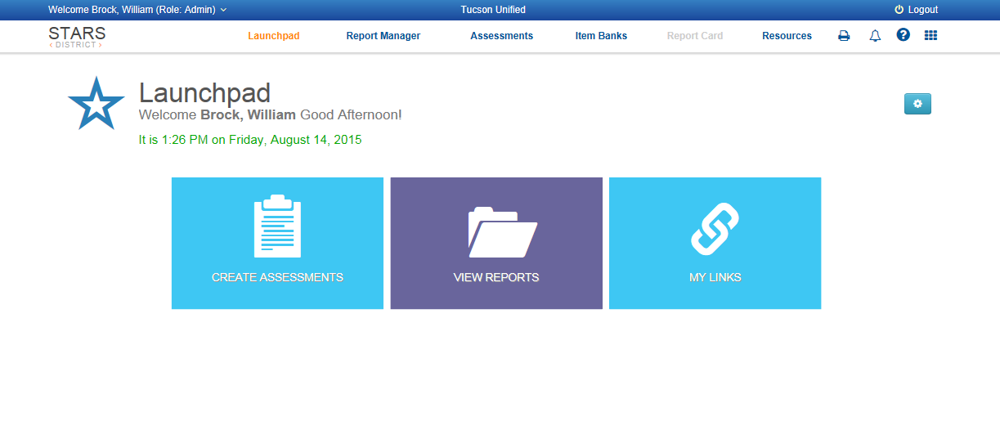 Welcome Brock, William (Role: Admin)
Tucson Unified
Logout
STARS
‹ DISTRICT ›
Launchpad
Report Manager
Assessments
Item Banks
Report Card
Resources
?
Launchpad
Welcome Brock, William Good Afternoon!
It is 1:26 PM on Friday, August 14, 2015
CREATE ASSESSMENTS
VIEW REPORTS
MY LINKS